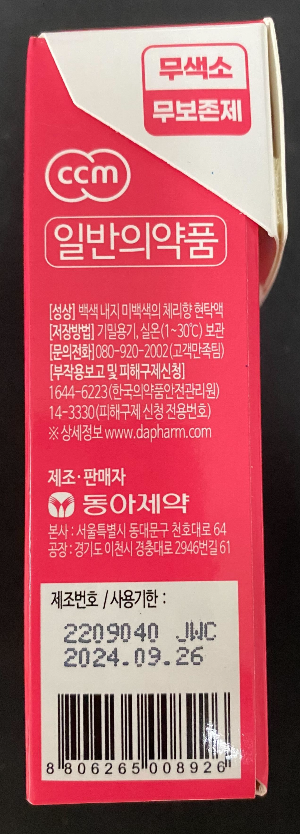 무색소
무보존제
ccm
일반의약품
[성상] 백색 내지 미백색의 체리향 현탁액
[저장방법] 기밀용기, 실온(1~30℃) 보관
[문의전화] 080-920-2002(고객만족팀)
[부작용보고 및 피해구제신청]
1644-6223(한국의약품안전관리원)
14-3330(피해구제 신청 전용번호)
※ 상세정보 www.dapharm.com
제조·판매자
동아제약
본사 : 서울특별시 동대문구 천호대로 64
공장 : 경기도 이천시 경충대로 2946번길 61
제조번호 / 사용기한 :
2209040 JWC
2024.09.26
8 806265 008926